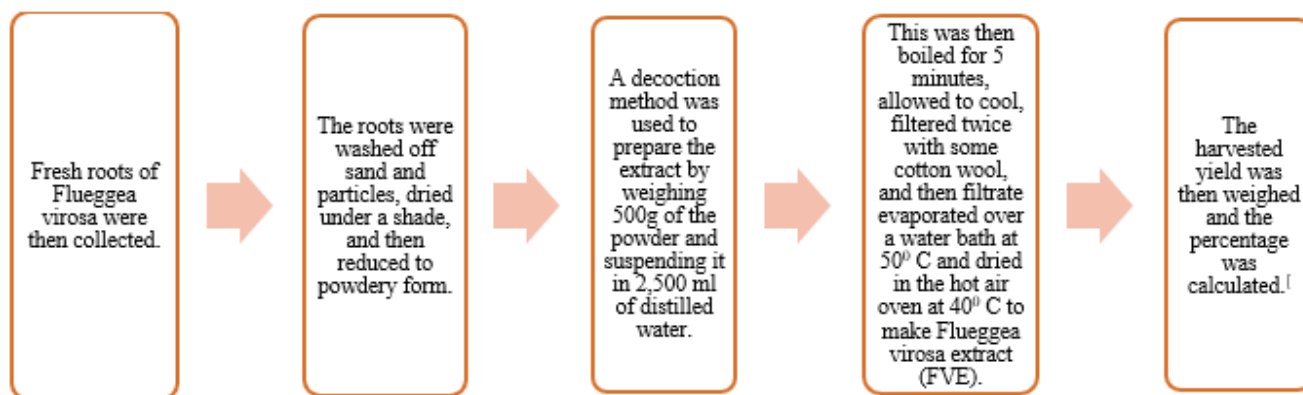 Fresh roots of
Flueggea
virosa were
then collected.
The roots were
washed off
sand and
particles, dried
under a shade,
and then
reduced to
powdery form.
A decoction
method was
used to
prepare the
extract by
weighing
500g of the
powder and
suspending it
in 2,500 ml
of distilled
water.
This was then
boiled for 5
minutes,
allowed to cool,
filtered twice
with some
cotton wool,
and then filtrate
evaporated over
a water bath at
50⁰ C and dried
in the hot air
oven at 40⁰ C to
make Flueggea
virosa extract
(FVE).
The
harvested
yield was
then weighed
and the
percentage
was
calculated.[